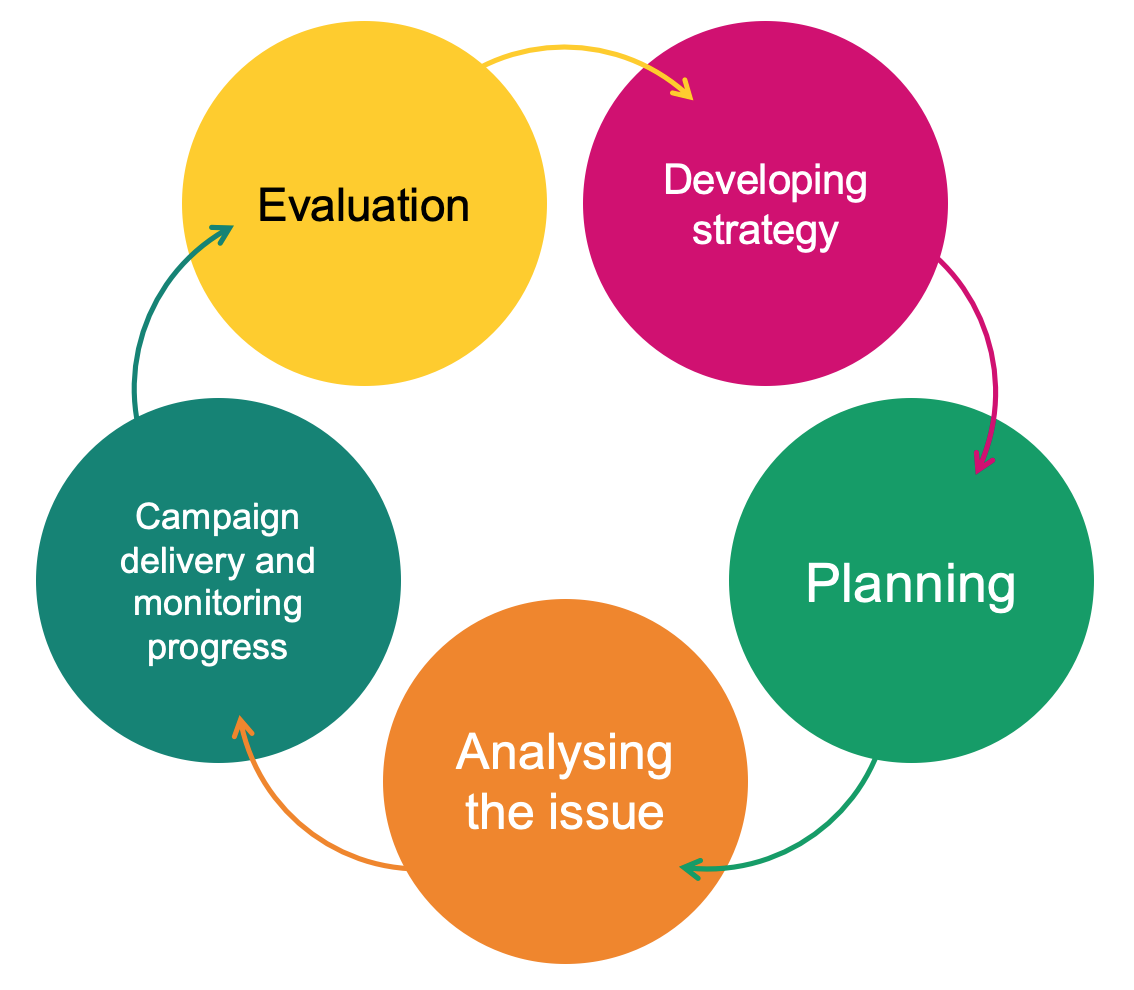 Evaluation
Developing
strategy
Planning
Analysing
the issue
Campaign
delivery and
monitoring
progress